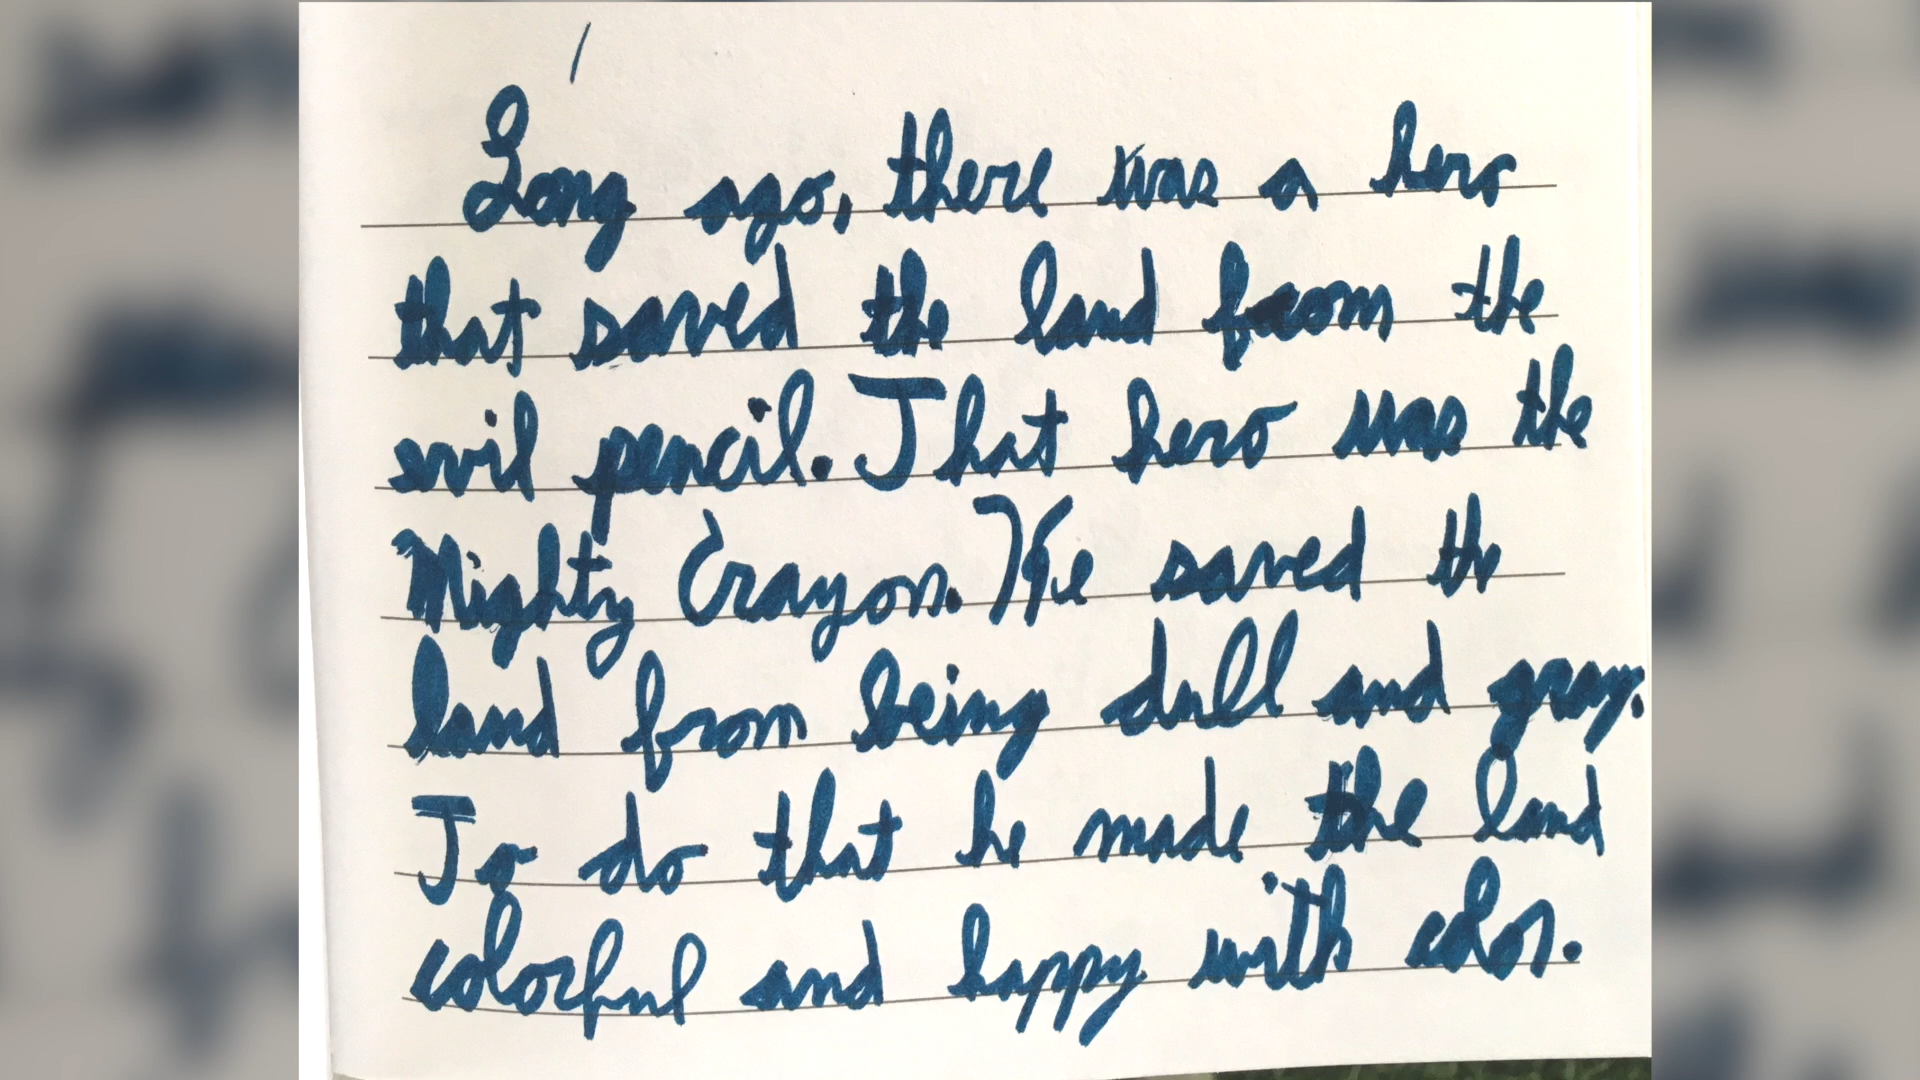 Long ago, there was a hero
that saved the land from the
evil pencil. That hero was the
Mighty Crayon. He saved the
land from being dull and gray.
To do that he made the land
colorful and happy with color.